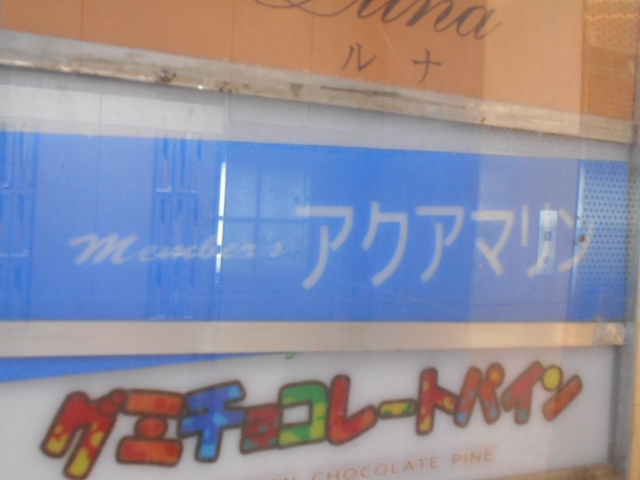 Luna
ルナ
Member's アクアマリン
グミチョコレートパイン
CHOCOLATE PINE